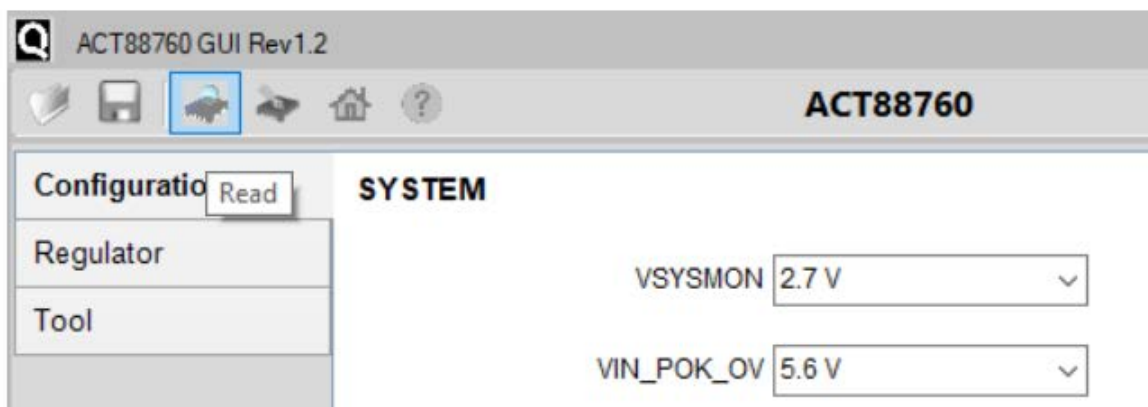 ACT88760 GUI Rev1.2
?
ACT88760
Configuratio
Read
SYSTEM
Regulator
VSYSMON 2.7 V
Tool
VIN_POK_OV 5.6 V